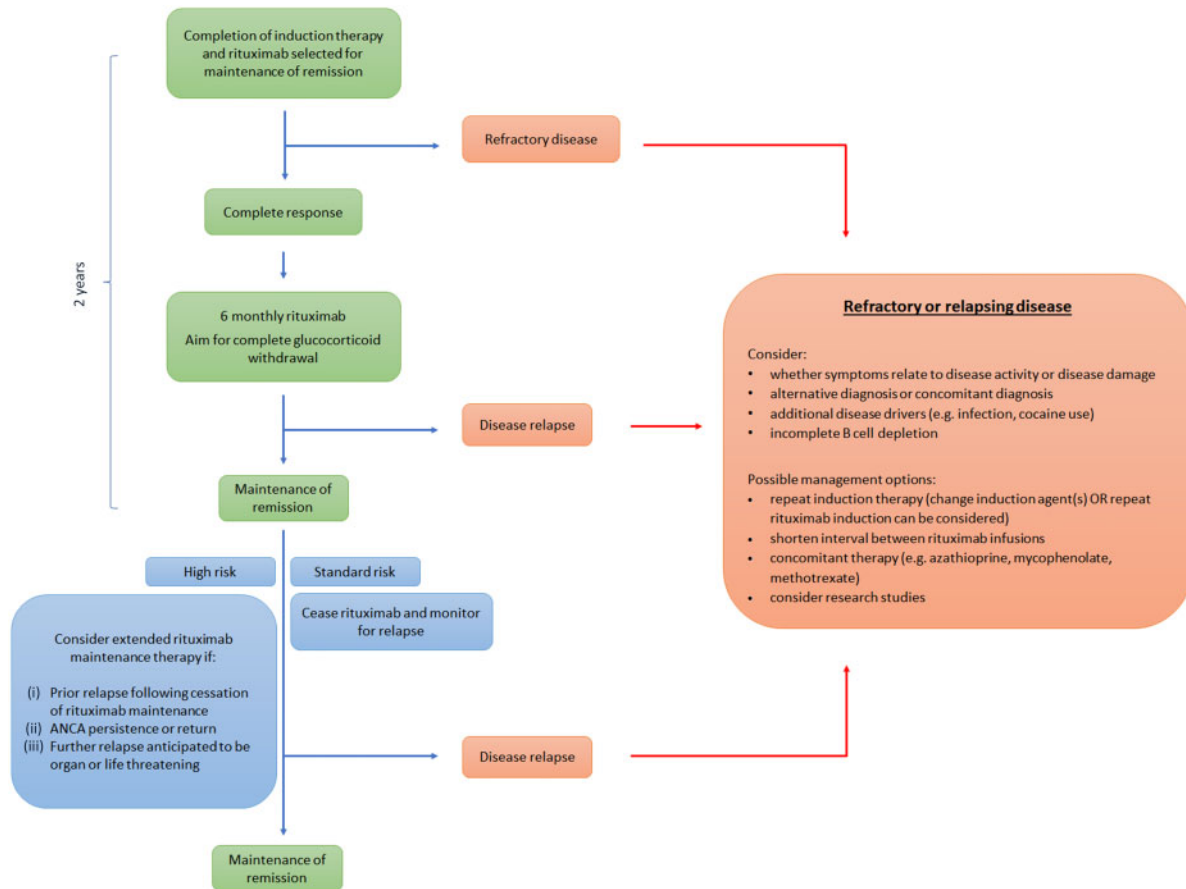 Completion of induction therapy
and rituximab selected for
maintenance of remission
Refractory disease
Complete response
2 years
6 monthly rituximab
Aim for complete glucocorticoid
withdrawal
Disease relapse
Maintenance of
remission
High risk
Standard risk
Cease rituximab and monitor
for relapse
Consider extended rituximab
maintenance therapy if:
(i) Prior relapse following cessation
of rituximab maintenance
(ii) ANCA persistence or return
(iii) Further relapse anticipated to be
organ or life threatening
Disease relapse
Maintenance of
remission
Refractory or relapsing disease
Consider:
• whether symptoms relate to disease activity or disease damage
• alternative diagnosis or concomitant diagnosis
• additional disease drivers (e.g. infection, cocaine use)
• incomplete B cell depletion
Possible management options:
• repeat induction therapy (change induction agent(s) OR repeat
rituximab induction can be considered)
• shorten interval between rituximab infusions
• concomitant therapy (e.g. azathioprine, mycophenolate,
methotrexate)
• consider research studies